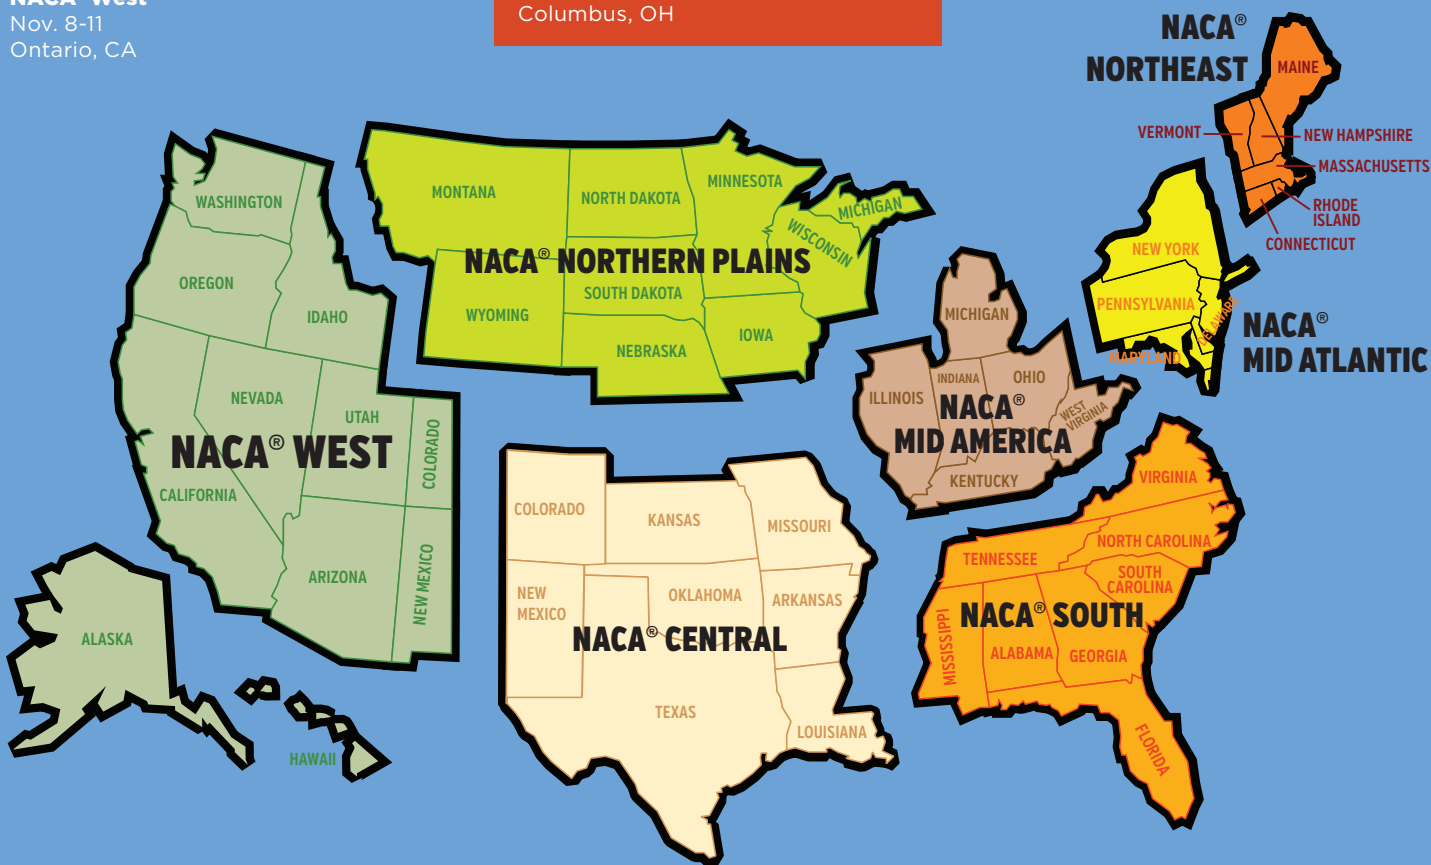 NACA® West
Nov. 8-11
Ontario, CA
Columbus, OH
NACA®
NORTHEAST
MAINE
VERMONT
NEW HAMPSHIRE
MASSACHUSETTS
RHODE
ISLAND
CONNECTICUT
WASHINGTON
OREGON
IDAHO
NEVADA
UTAH
COLORADO
NACA® WEST
CALIFORNIA
ARIZONA
NEW MEXICO
ALASKA
HAWAII
MONTANA
NORTH DAKOTA
MINNESOTA
MICHIGAN
WISCONSIN
NACA® NORTHERN PLAINS
SOUTH DAKOTA
WYOMING
IOWA
NEBRASKA
NEW YORK
PENNSYLVANIA
DELAWARE
MARYLAND
NACA®
MID ATLANTIC
MICHIGAN
INDIANA
OHIO
ILLINOIS
WEST
VIRGINIA
NACA®
MID AMERICA
KENTUCKY
COLORADO
KANSAS
MISSOURI
NEW
MEXICO
OKLAHOMA
ARKANSAS
NACA® CENTRAL
TEXAS
LOUISIANA
VIRGINIA
NORTH CAROLINA
TENNESSEE
SOUTH
CAROLINA
NACA® SOUTH
MISSISSIPPI
ALABAMA
GEORGIA
FLORIDA